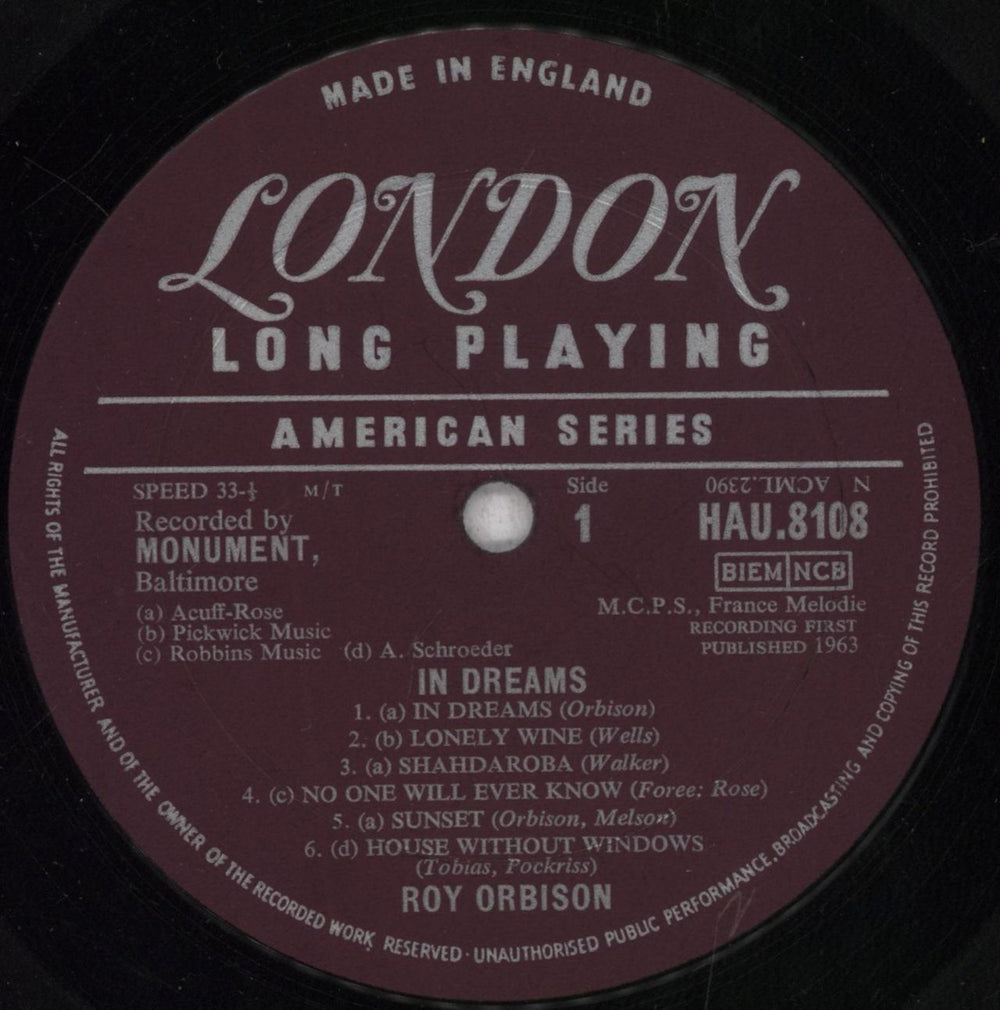 MADE IN ENGLAND
LONDON
LONG PLAYING
AMERICAN SERIES
SPEED 33-⅓ M/T
Recorded by
MONUMENT,
Baltimore
(a) Acuff-Rose
(b) Pickwick Music
(c) Robbins Music (d) A. Schroeder
Side
1
ACML.2390 N
HAU.8108
BIEM NCB
M.C.P.S., France Melodie
RECORDING FIRST
PUBLISHED 1963
IN DREAMS
1. (a) IN DREAMS (Orbison)
2. (b) LONELY WINE (Wells)
3. (a) SHAHDAROBA (Walker)
4. (c) NO ONE WILL EVER KNOW (Foree: Rose)
5. (a) SUNSET (Orbison, Melson)
6. (d) HOUSE WITHOUT WINDOWS
(Tobias, Pockriss)
ROY ORBISON
ALL RIGHTS OF THE MANUFACTURER AND OF THE OWNER OF THE RECORDED WORK RESERVED · UNAUTHORISED PUBLIC PERFORMANCE, BROADCASTING AND COPYING OF THIS RECORD PROHIBITED